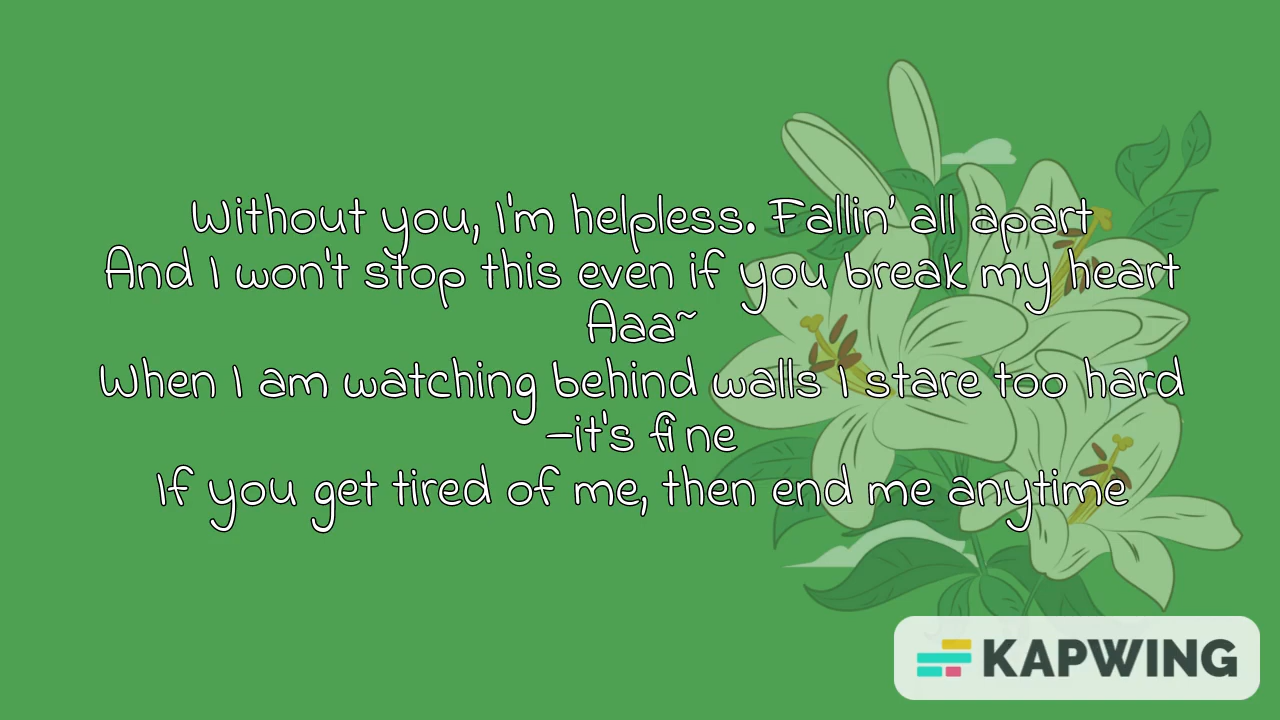 Without you, I'm helpless. Fallin' all apart
And I won't stop this even if you break my heart
Aaa~
When I am watching behind walls I stare too hard
-it's fine
If you get tired of me, then end me anytime
KAPWING